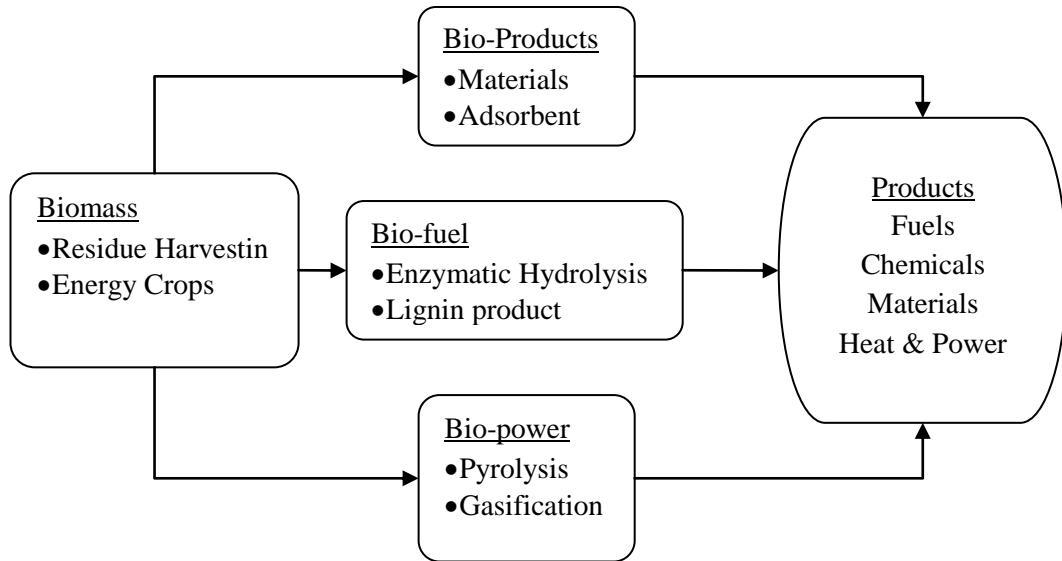 Bio-Products
•Materials
•Adsorbent
Biomass
•Residue Harvestin
•Energy Crops
Bio-fuel
•Enzymatic Hydrolysis
•Lignin product
Bio-power
•Pyrolysis
•Gasification
Products
Fuels
Chemicals
Materials
Heat & Power